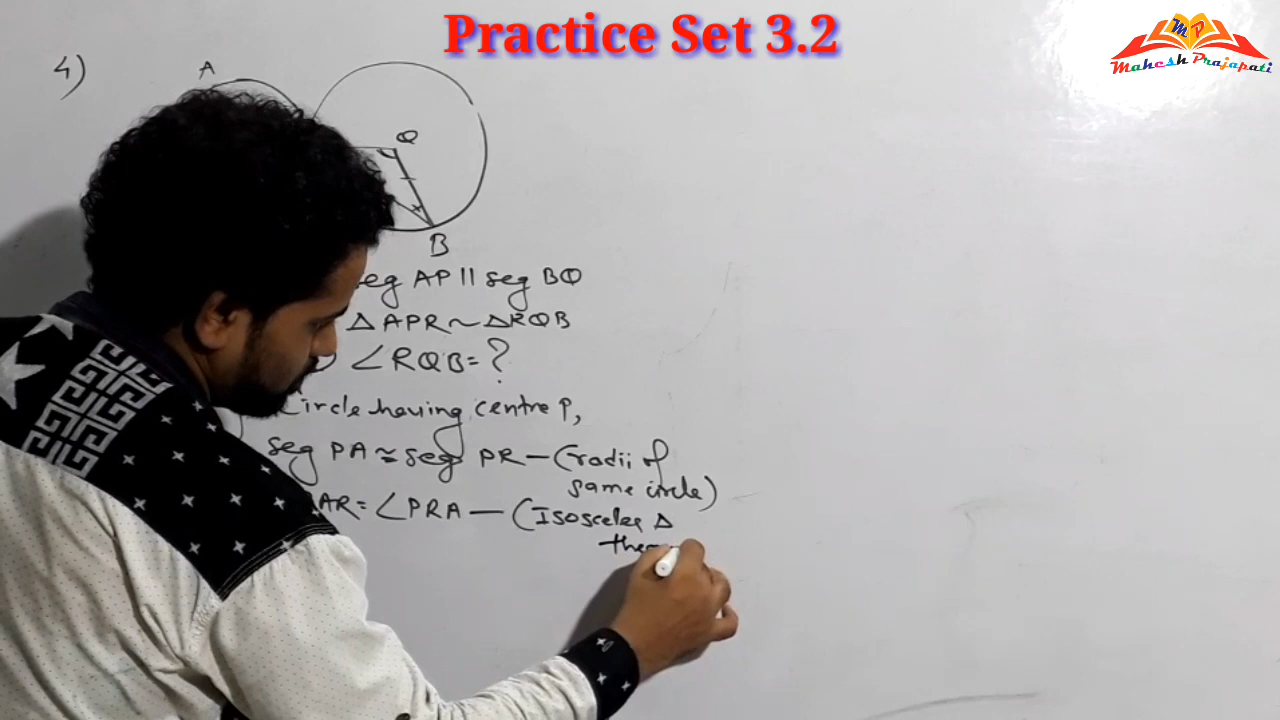 Practice Set 3.2
Mahesh Prajapati
MP
4)
A
Q
B
seg AP || seg BQ
△APR ~ △RQB
∠RQB = ?
Circle having centre P,
seg PA ≅ seg PR — (radii of
same circle)
AR = ∠PRA — (Isosceles △